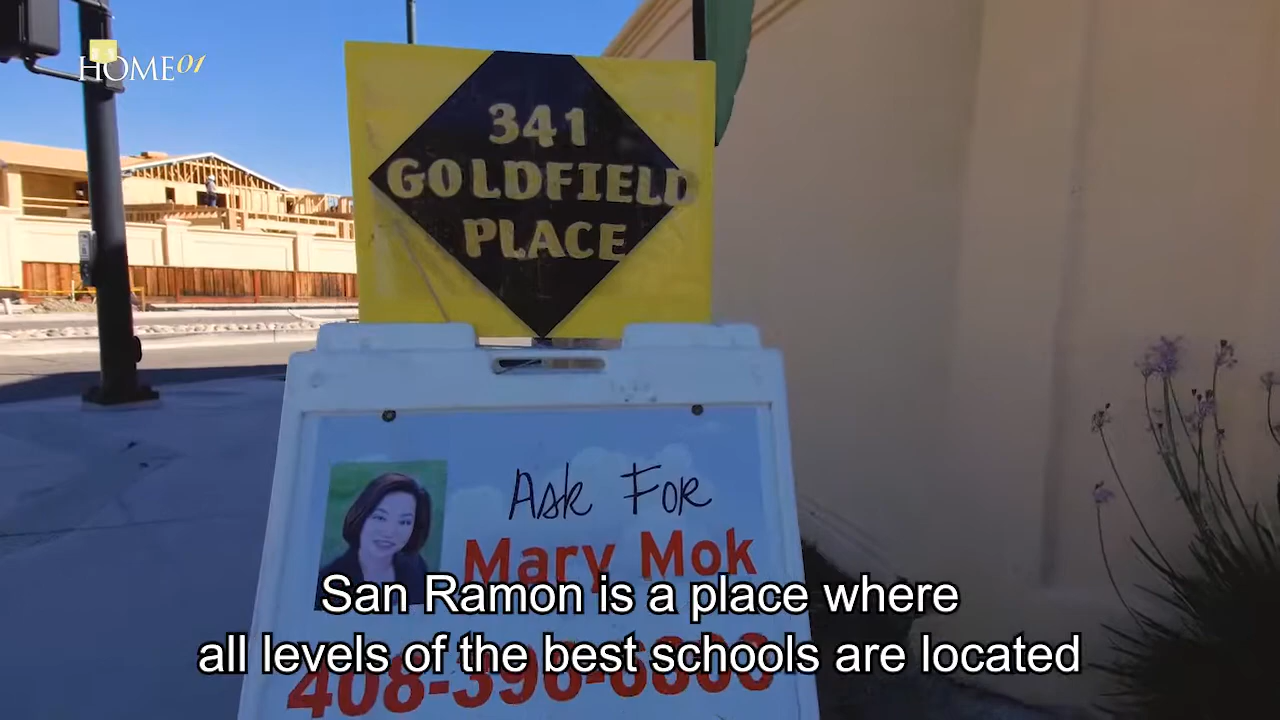 HOME01
341
GOLDFIELD
PLACE
Ask For
Mary Mok
San Ramon is a place where
all levels of the best schools are located